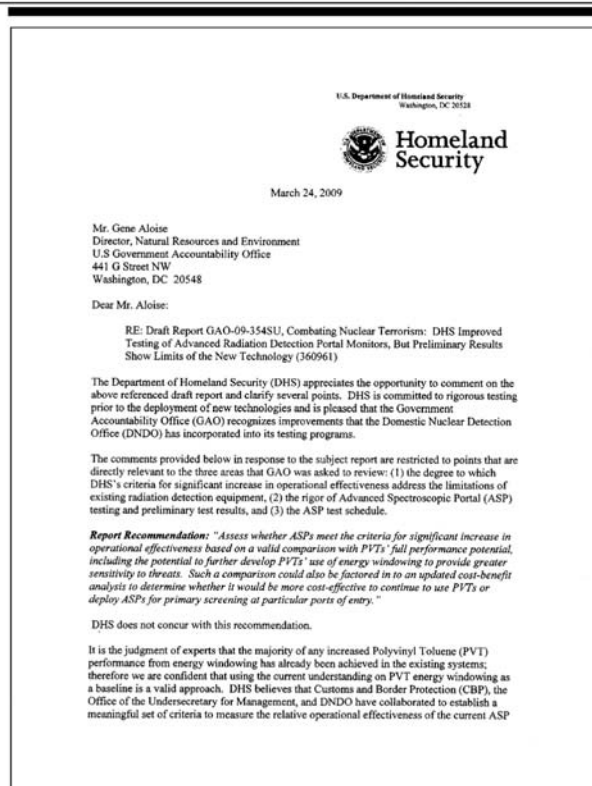 U.S. Department of Homeland Security
Washington, DC 20528
Homeland
Security
March 24, 2009
Mr. Gene Aloise
Director, Natural Resources and Environment
U.S Government Accountability Office
441 G Street NW
Washington, DC 20548
Dear Mr. Aloise:
RE: Draft Report GAO-09-354SU, Combating Nuclear Terrorism: DHS Improved
Testing of Advanced Radiation Detection Portal Monitors, But Preliminary Results
Show Limits of the New Technology (360961)
The Department of Homeland Security (DHS) appreciates the opportunity to comment on the
above referenced draft report and clarify several points. DHS is committed to rigorous testing
prior to the deployment of new technologies and is pleased that the Government
Accountability Office (GAO) recognizes improvements that the Domestic Nuclear Detection
Office (DNDO) has incorporated into its testing programs.
The comments provided below in response to the subject report are restricted to points that are
directly relevant to the three areas that GAO was asked to review: (1) the degree to which
DHS's criteria for significant increase in operational effectiveness address the limitations of
existing radiation detection equipment, (2) the rigor of Advanced Spectroscopic Portal (ASP)
testing and preliminary test results, and (3) the ASP test schedule.
Report Recommendation: "Assess whether ASPs meet the criteria for significant increase in
operational effectiveness based on a valid comparison with PVTs' full performance potential,
including the potential to further develop PVTs' use of energy windowing to provide greater
sensitivity to threats. Such a comparison could also be factored in to an updated cost-benefit
analysis to determine whether it would be more cost-effective to continue to use PVTs or
deploy ASPs for primary screening at particular ports of entry."
DHS does not concur with this recommendation.
It is the judgment of experts that the majority of any increased Polyvinyl Toluene (PVT)
performance from energy windowing has already been achieved in the existing systems;
therefore we are confident that using the current understanding on PVT energy windowing as
a baseline is a valid approach. DHS believes that Customs and Border Protection (CBP), the
Office of the Undersecretary for Management, and DNDO have collaborated to establish a
meaningful set of criteria to measure the relative operational effectiveness of the current ASP